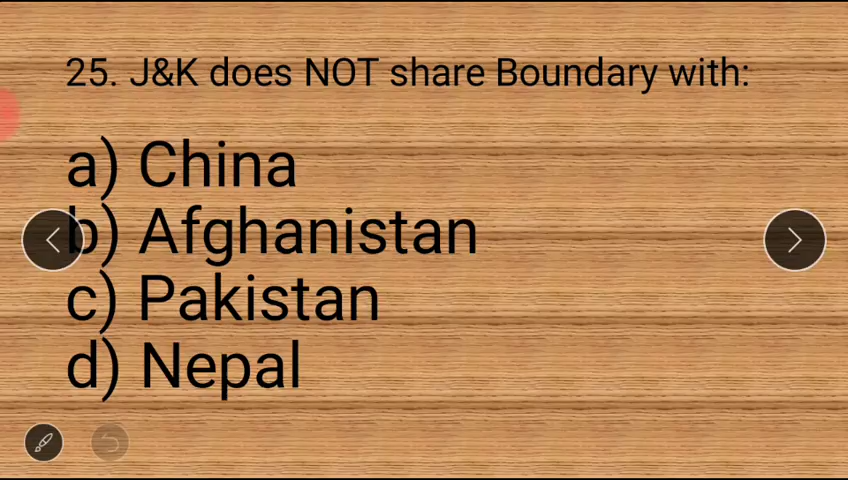 25. J&K does NOT share Boundary with:
a) China
b) Afghanistan
c) Pakistan
d) Nepal